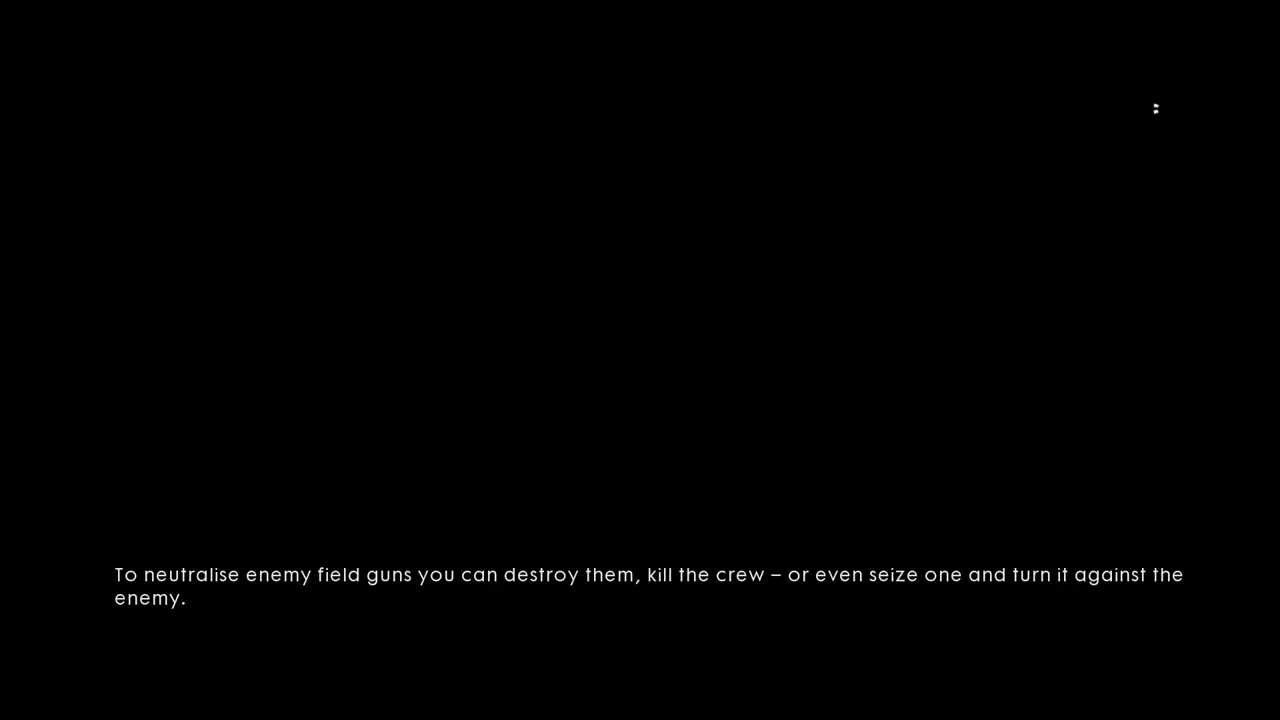 To neutralise enemy field guns you can destroy them, kill the crew – or even seize one and turn it against the
enemy.